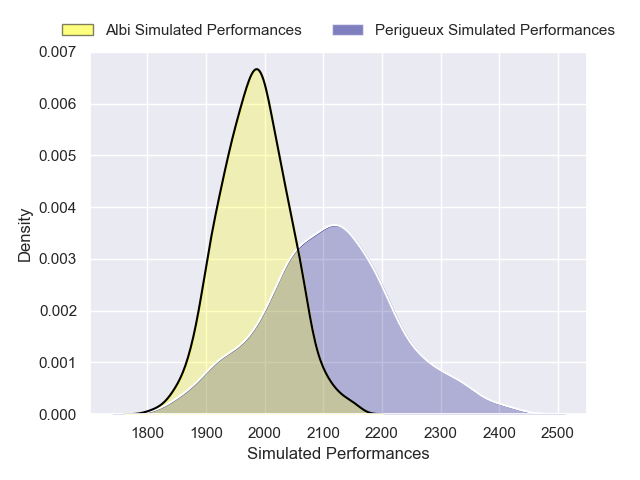 Albi Simulated Performances Perigueux Simulated Performances
0.007
0.006
0.005
0.004
0.003
0.002
0.001
0.000
Density
1800 1900 2000 2100 2200 2300 2400 2500
Simulated Performances